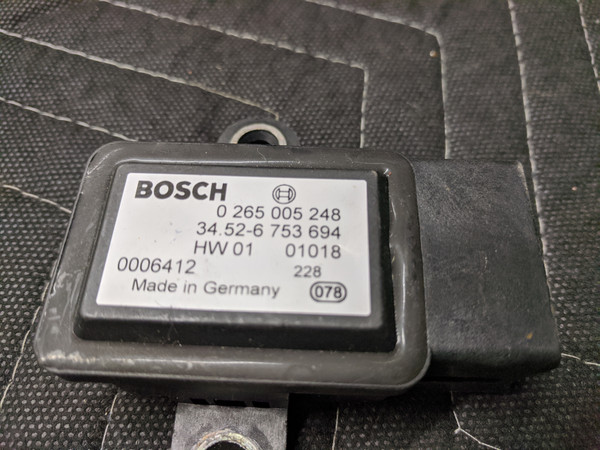 BOSCH
0 265 005 248
34.52-6 753 694
HW 01 01018
0006412 228
Made in Germany 078